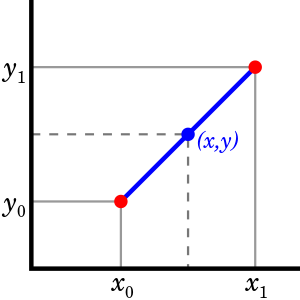 y₁
(x,y)
y₀
x₀ x₁